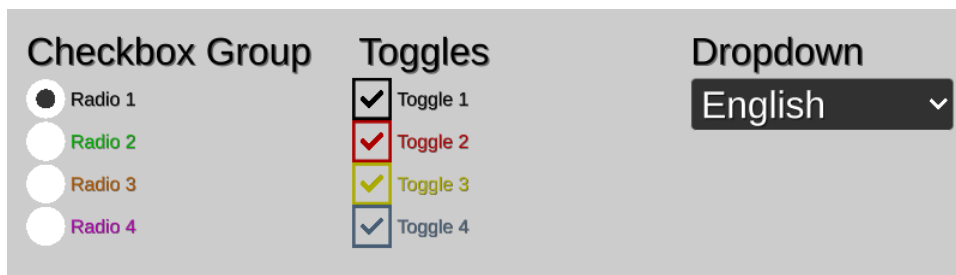 Checkbox Group
Radio 1
Radio 2
Radio 3
Radio 4
Toggles
Toggle 1
Toggle 2
Toggle 3
Toggle 4
Dropdown
English